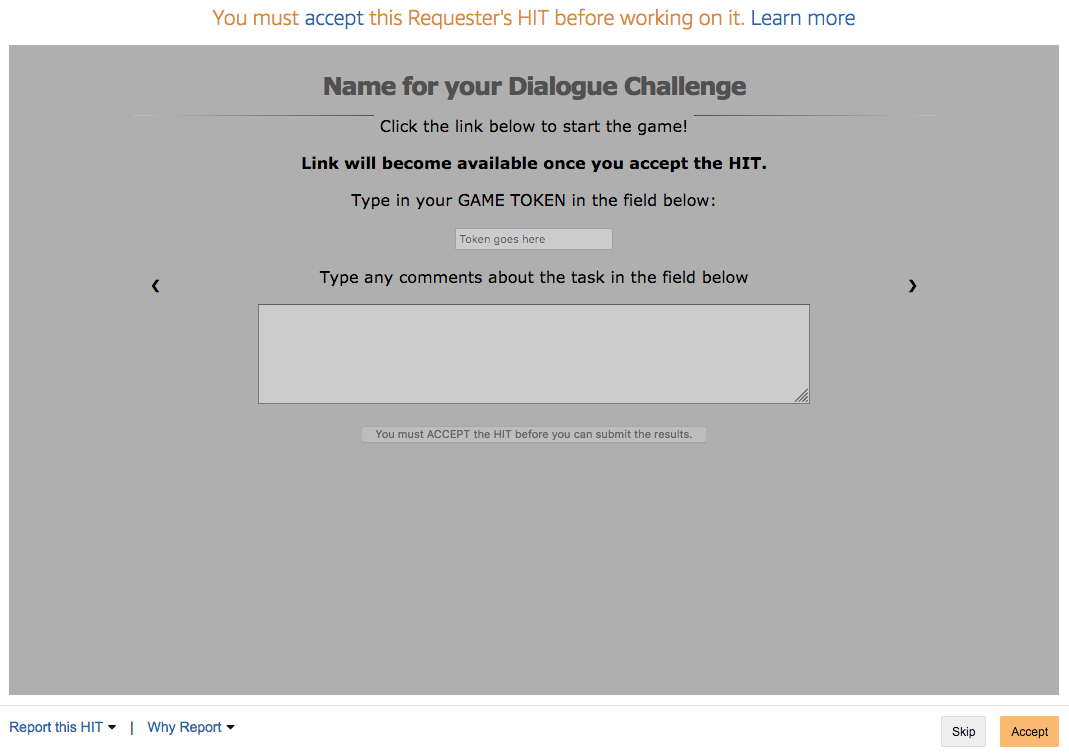 You must accept this Requester's HIT before working on it. Learn more
Name for your Dialogue Challenge
Click the link below to start the game!
Link will become available once you accept the HIT.
Type in your GAME TOKEN in the field below:
Token goes here
Type any comments about the task in the field below
You must ACCEPT the HIT before you can submit the results.
Report this HIT | Why Report
Skip Accept